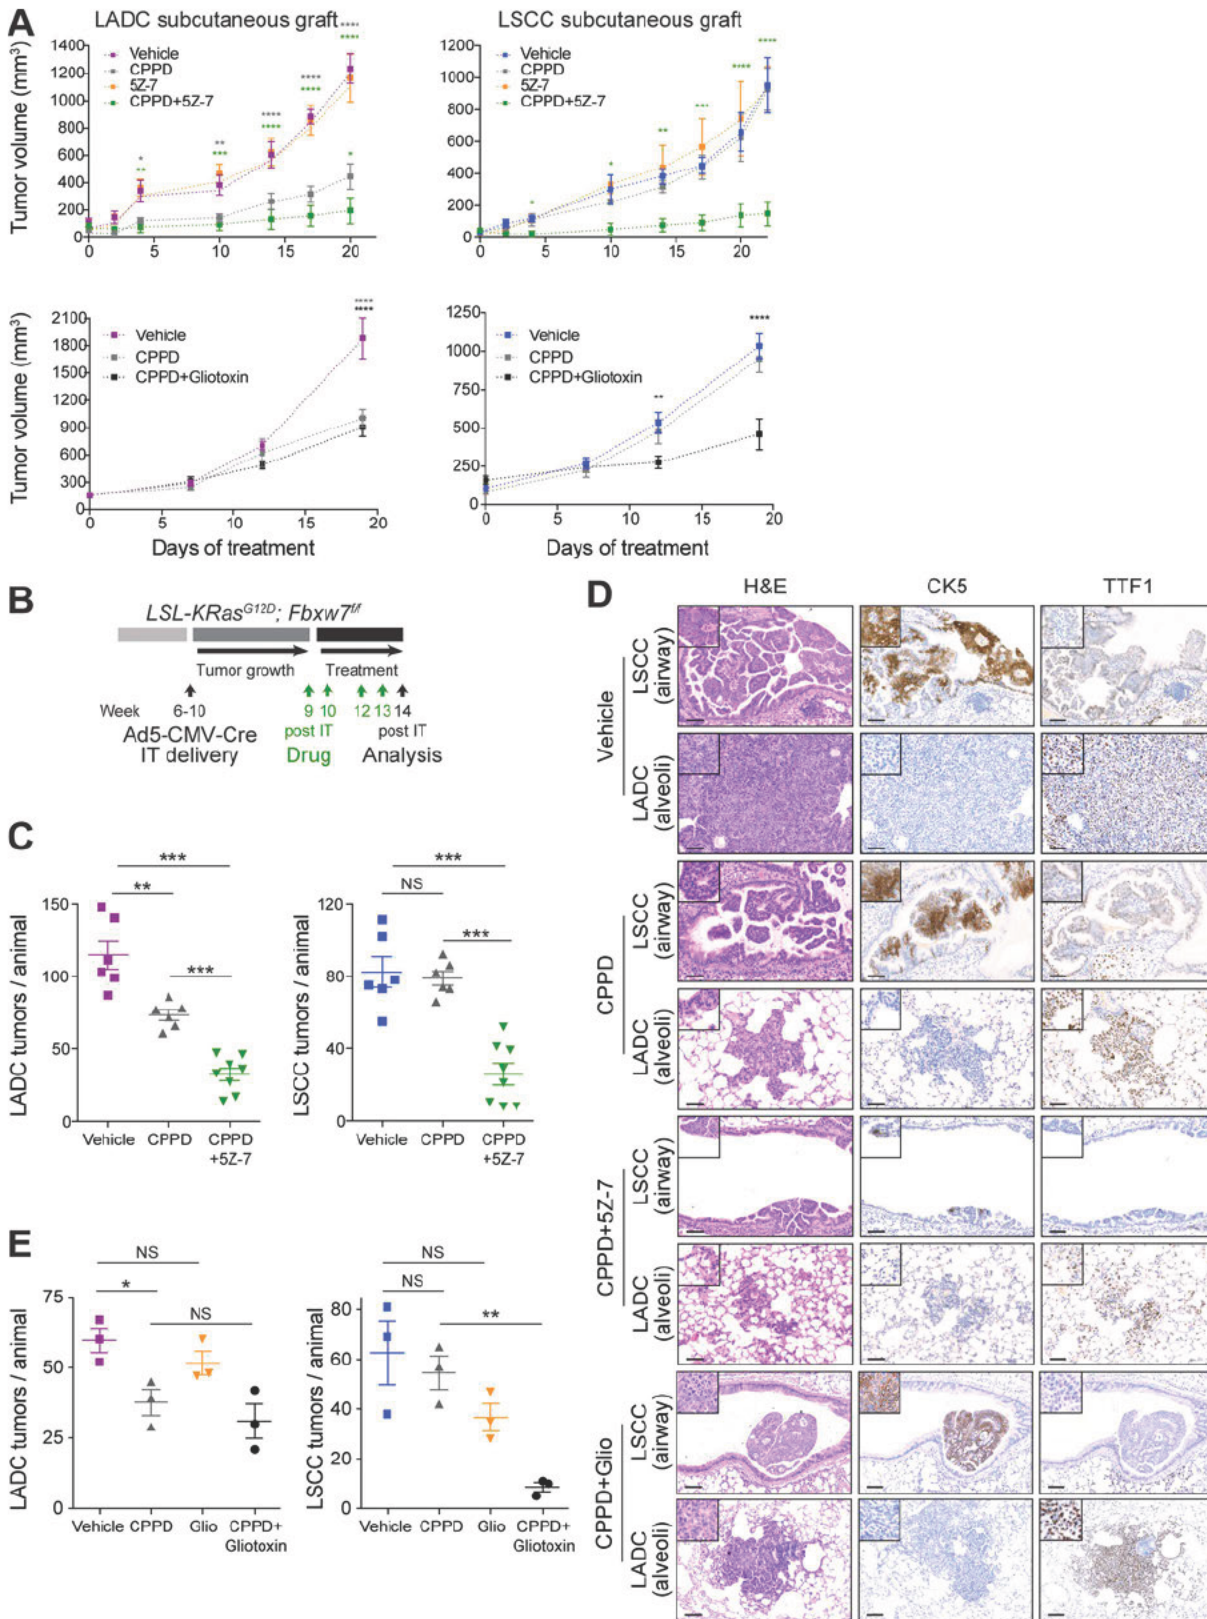 A
LADC subcutaneous graft
Tumor volume (mm³)
1400
1200
1000
800
600
400
200
0
Vehicle
CPPD
5Z-7
CPPD+5Z-7
*
**
**
***
****
****
****
****
****
****
*
0 5 10 15 20
LSCC subcutaneous graft
1200
1000
800
600
400
200
0
Vehicle
CPPD
5Z-7
CPPD+5Z-7
*
*
**
***
****
****
0 5 10 15 20
Tumor volume (mm³)
2100
1800
1500
1200
900
600
300
0
Vehicle
CPPD
CPPD+Gliotoxin
****
****
0 5 10 15 20
Days of treatment
1250
1000
750
500
250
0
Vehicle
CPPD
CPPD+Gliotoxin
**
****
0 5 10 15 20
Days of treatment
B
LSL-KRasG12D; Fbxw7f/f
Tumor growth Treatment
Week 6-10 9 10 12 13 14
post IT post IT
Ad5-CMV-Cre
IT delivery Drug Analysis
C
LADC tumors / animal
150
100
50
0
***
**
***
Vehicle CPPD CPPD
+5Z-7
LSCC tumors / animal
120
80
40
0
***
NS
***
Vehicle CPPD CPPD
+5Z-7
D
H&E CK5 TTF1
Vehicle
LSCC
(airway)
LADC
(alveoli)
CPPD
LSCC
(airway)
LADC
(alveoli)
CPPD+5Z-7
LSCC
(airway)
LADC
(alveoli)
CPPD+Glio
LSCC
(airway)
LADC
(alveoli)
E
LADC tumors / animal
75
50
25
0
NS
*
NS
Vehicle CPPD Glio CPPD+
Gliotoxin
LSCC tumors / animal
80
60
40
20
0
NS
NS
**
Vehicle CPPD Glio CPPD+
Gliotoxin